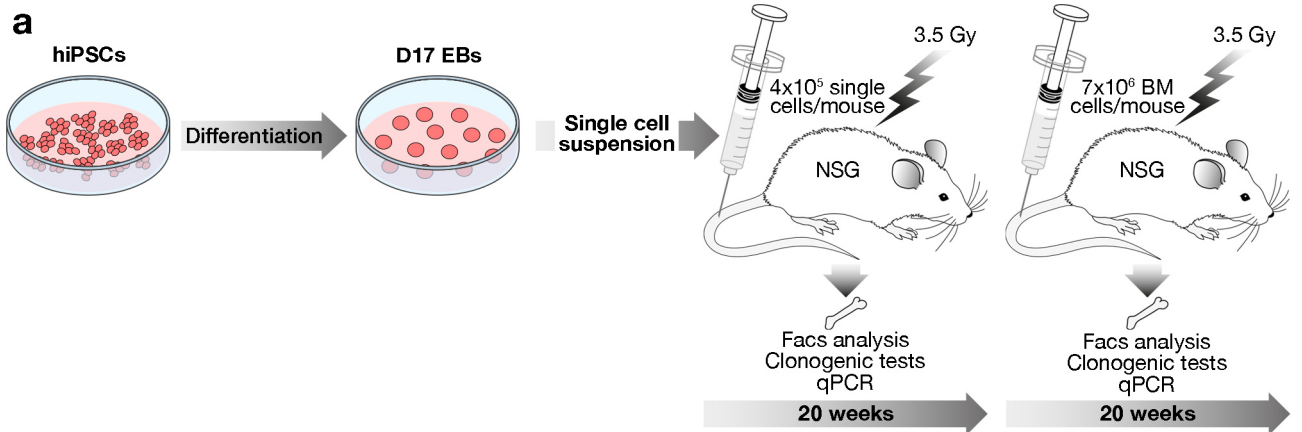 a
hiPSCs
Differentiation
D17 EBs
Single cell
suspension
4x10⁵ single
cells/mouse
3.5 Gy
NSG
Facs analysis
Clonogenic tests
qPCR
20 weeks
7x10⁶ BM
cells/mouse
3.5 Gy
NSG
Facs analysis
Clonogenic tests
qPCR
20 weeks